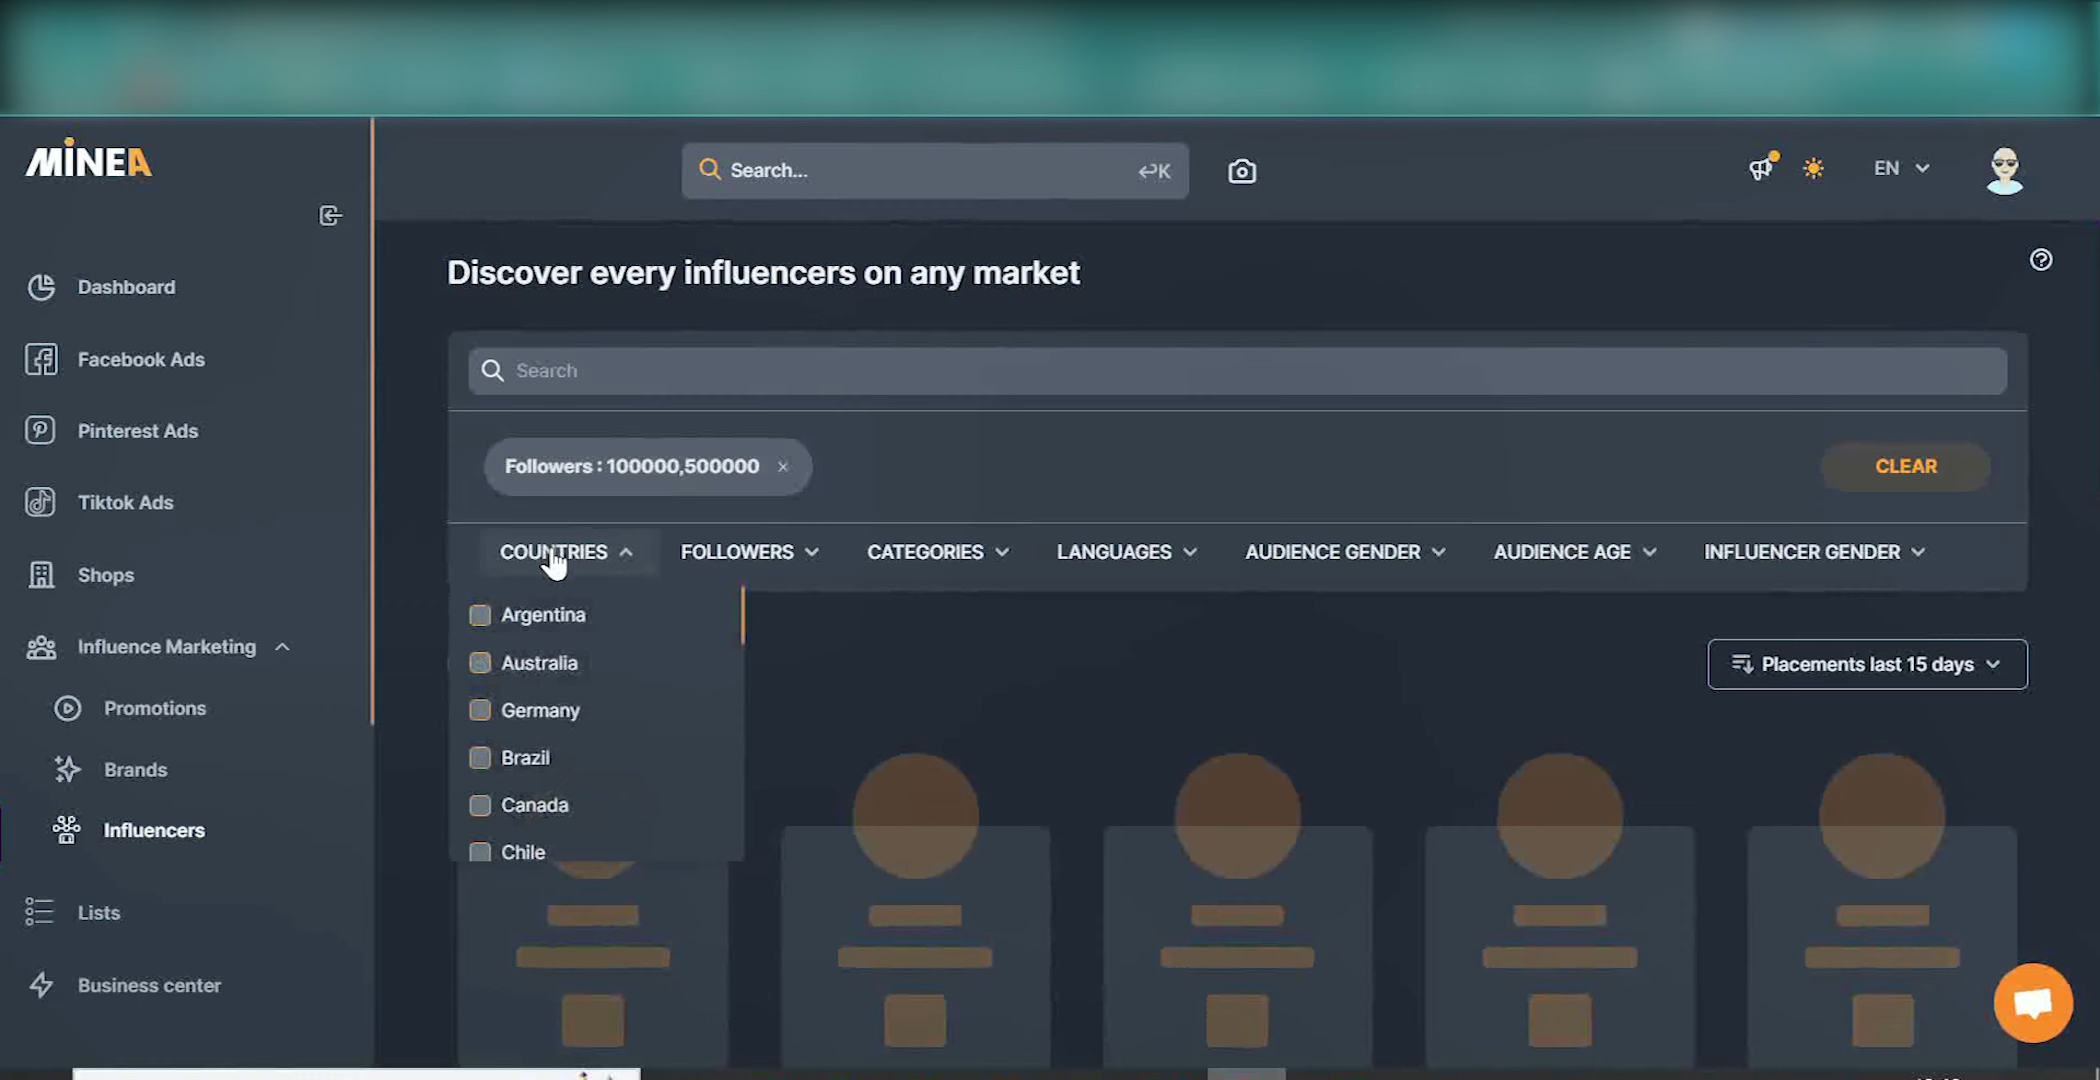 MINEA
Search...
K
EN
Dashboard
Facebook Ads
Pinterest Ads
Tiktok Ads
Shops
Influence Marketing
Promotions
Brands
Influencers
Lists
Business center
Discover every influencers on any market
Search
Followers : 100000,500000
CLEAR
COUNTRIES
FOLLOWERS
CATEGORIES
LANGUAGES
AUDIENCE GENDER
AUDIENCE AGE
INFLUENCER GENDER
Argentina
Australia
Germany
Brazil
Canada
Chile
Placements last 15 days